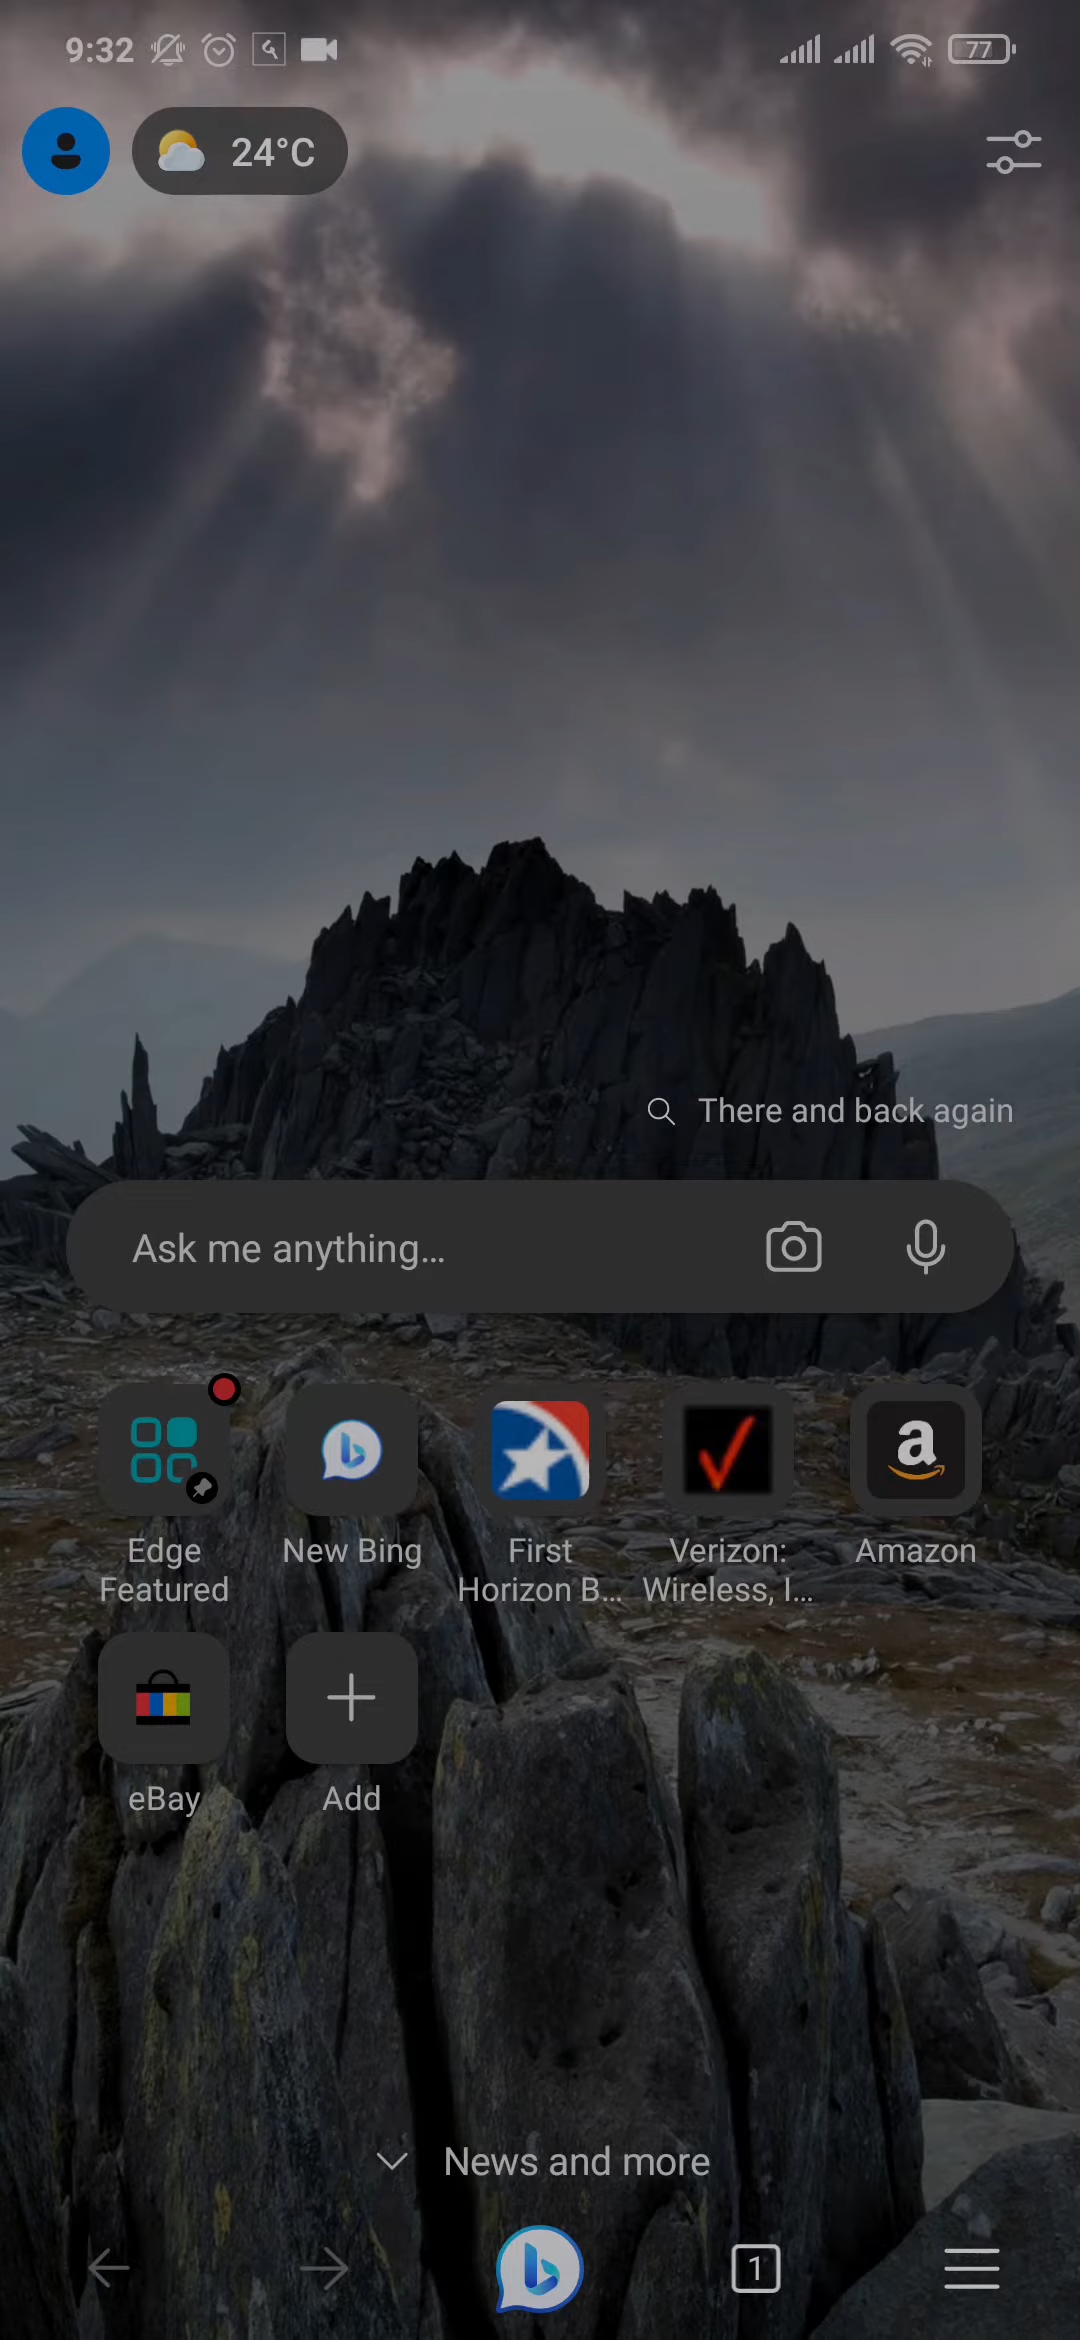 9:32
77
24°C
There and back again
Ask me anything...
Edge
Featured
New Bing
First
Horizon B...
Verizon:
Wireless, I...
Amazon
eBay
Add
News and more
1